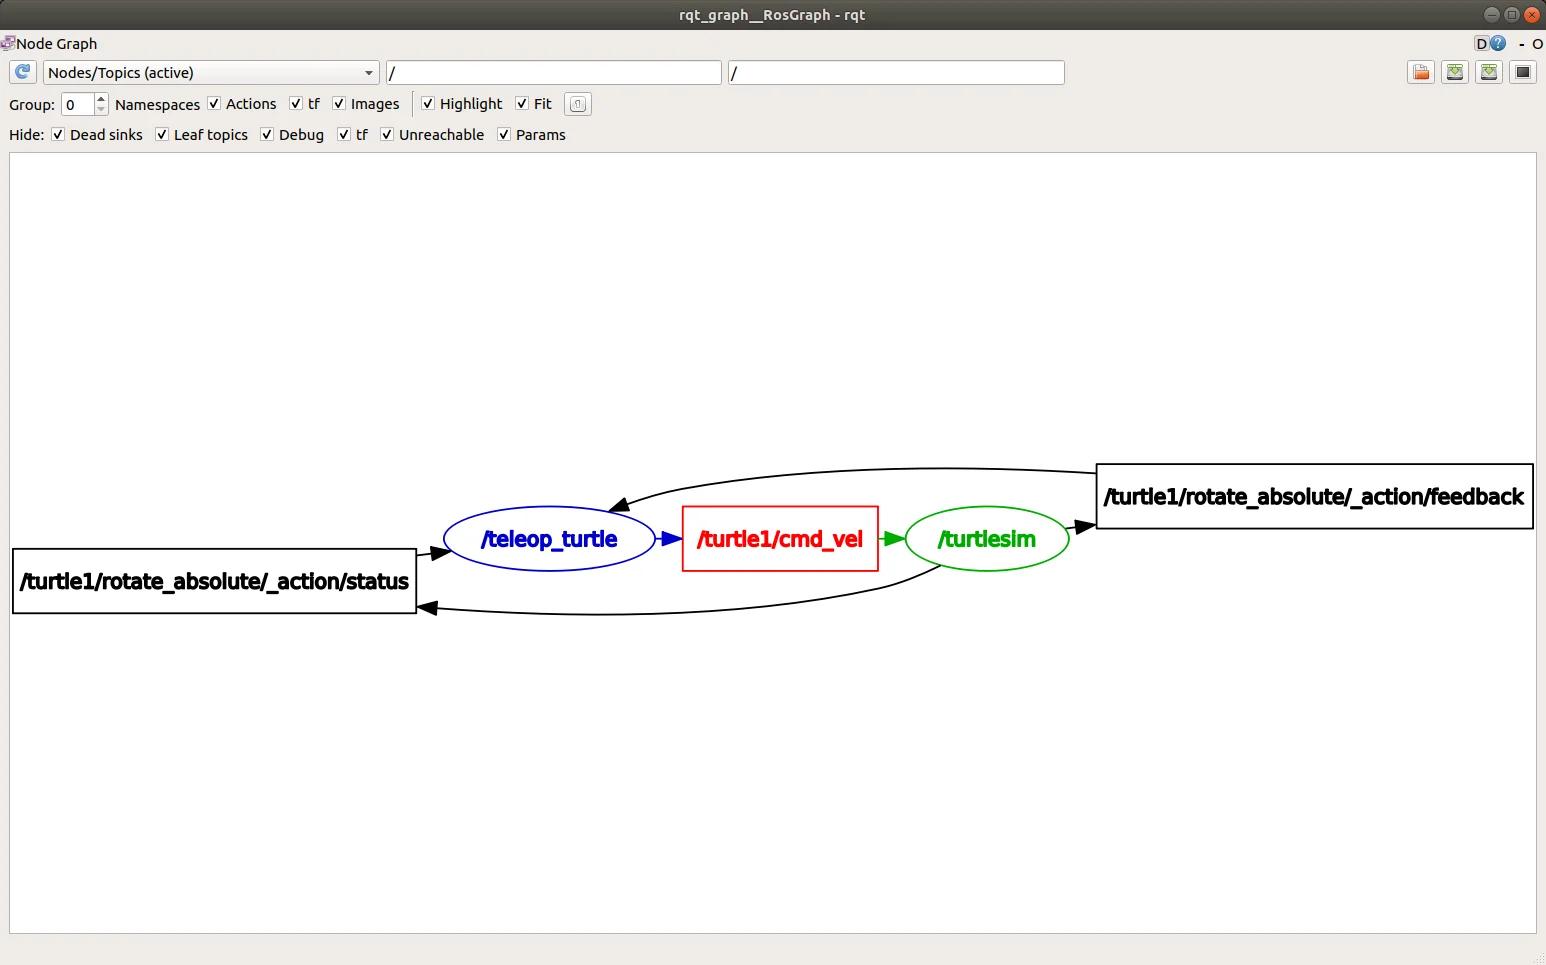 rqt_graph__RosGraph - rqt
Node Graph
D ? - O
Nodes/Topics (active) / /
Group: 0 Namespaces Actions tf Images Highlight Fit
Hide: Dead sinks Leaf topics Debug tf Unreachable Params
/turtle1/rotate_absolute/_action/feedback
/teleop_turtle /turtle1/cmd_vel /turtlesim
/turtle1/rotate_absolute/_action/status